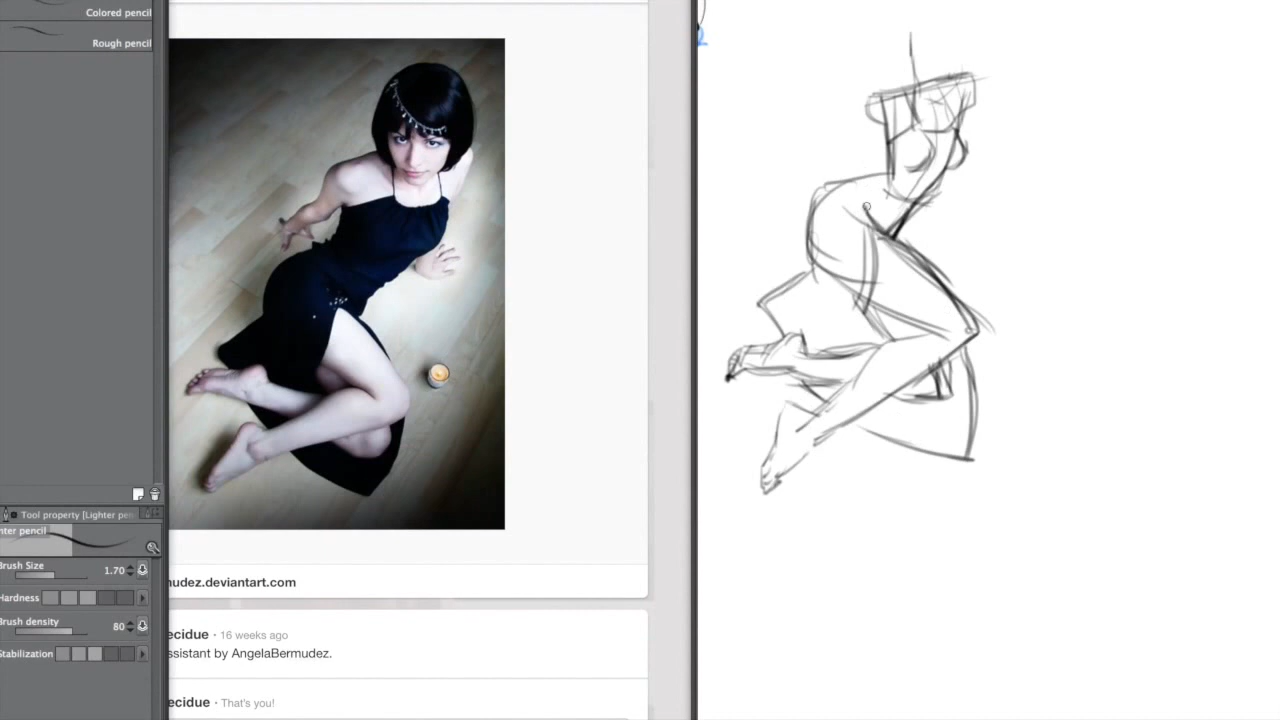 Colored pencil
Rough pencil
Tool property [Lighter pen
nter pencil
Brush Size 1.70
Hardness
Brush density 80
Stabilization
mudez.deviantart.com
ecidue • 16 weeks ago
ssistant by AngelaBermudez.
ecidue • That's you!